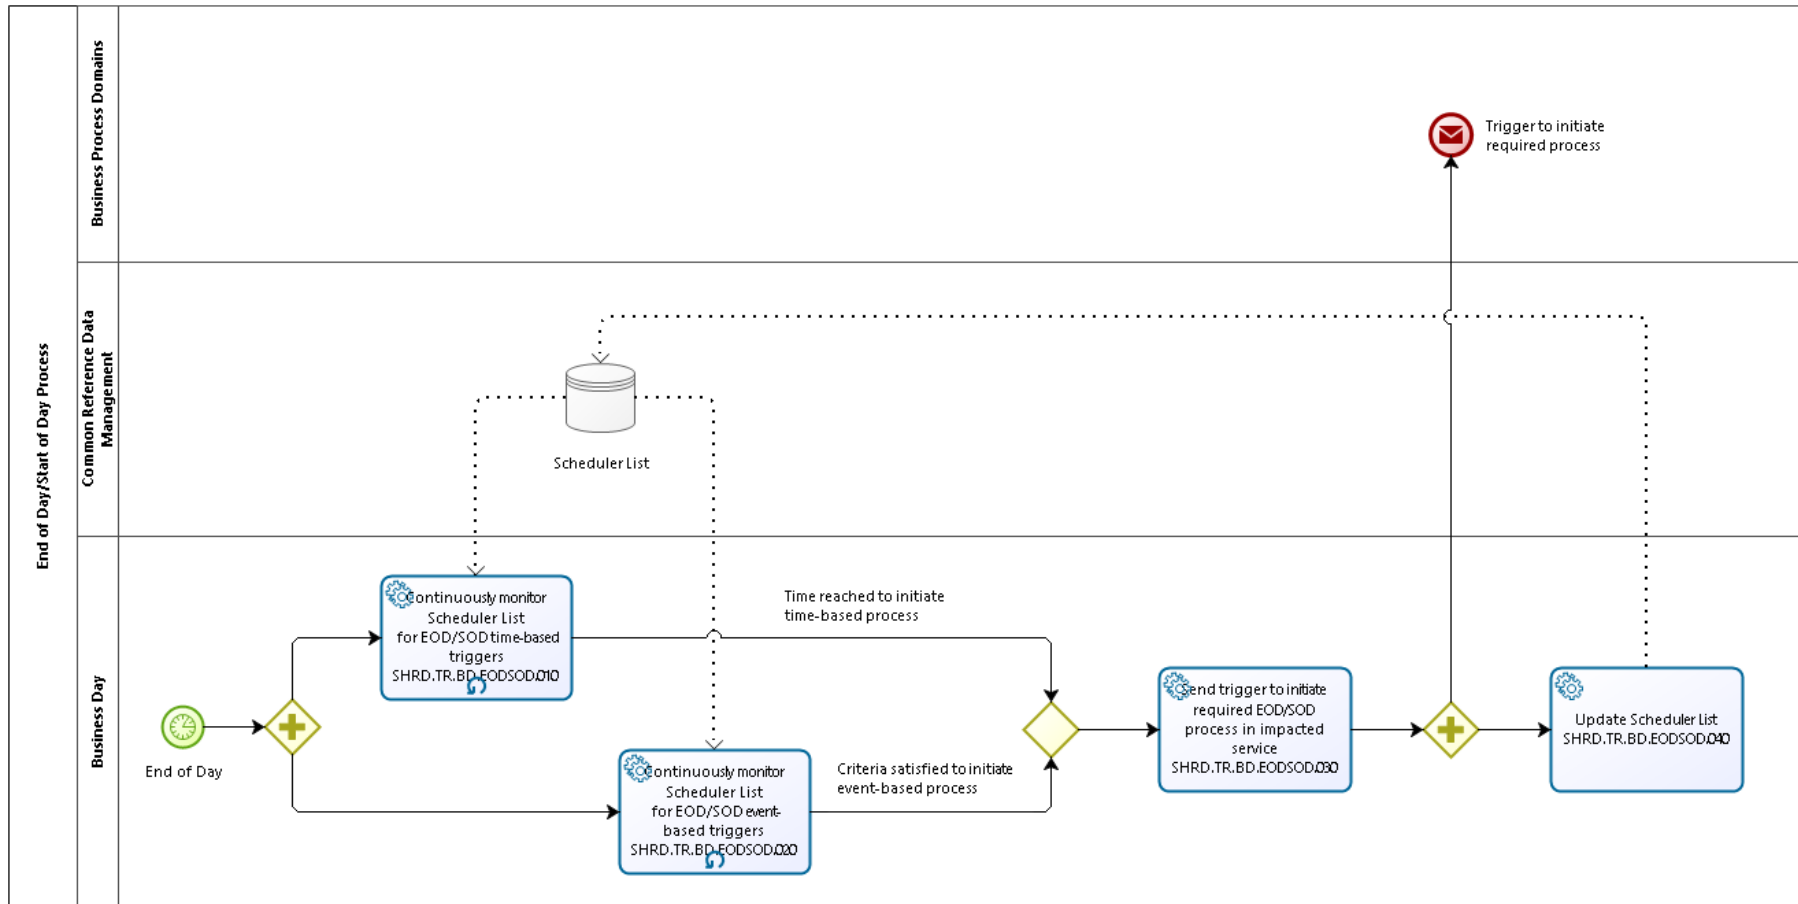 End of Day/Start of Day Process
Business Process Domains
Trigger to initiate
required process
Common Reference Data
Management
Scheduler List
Business Day
End of Day
Continuously monitor
Scheduler List
for EOD/SOD time-based
triggers
SHRD.TR.BD.EODSOD.010
Time reached to initiate
time-based process
Continuously monitor
Scheduler List
for EOD/SOD event-
based triggers
SHRD.TR.BD.EODSOD.020
Criteria satisfied to initiate
event-based process
Send trigger to initiate
required EOD/SOD
process in impacted
service
SHRD.TR.BD.EODSOD.030
Update Scheduler List
SHRD.TR.BD.EODSOD.040